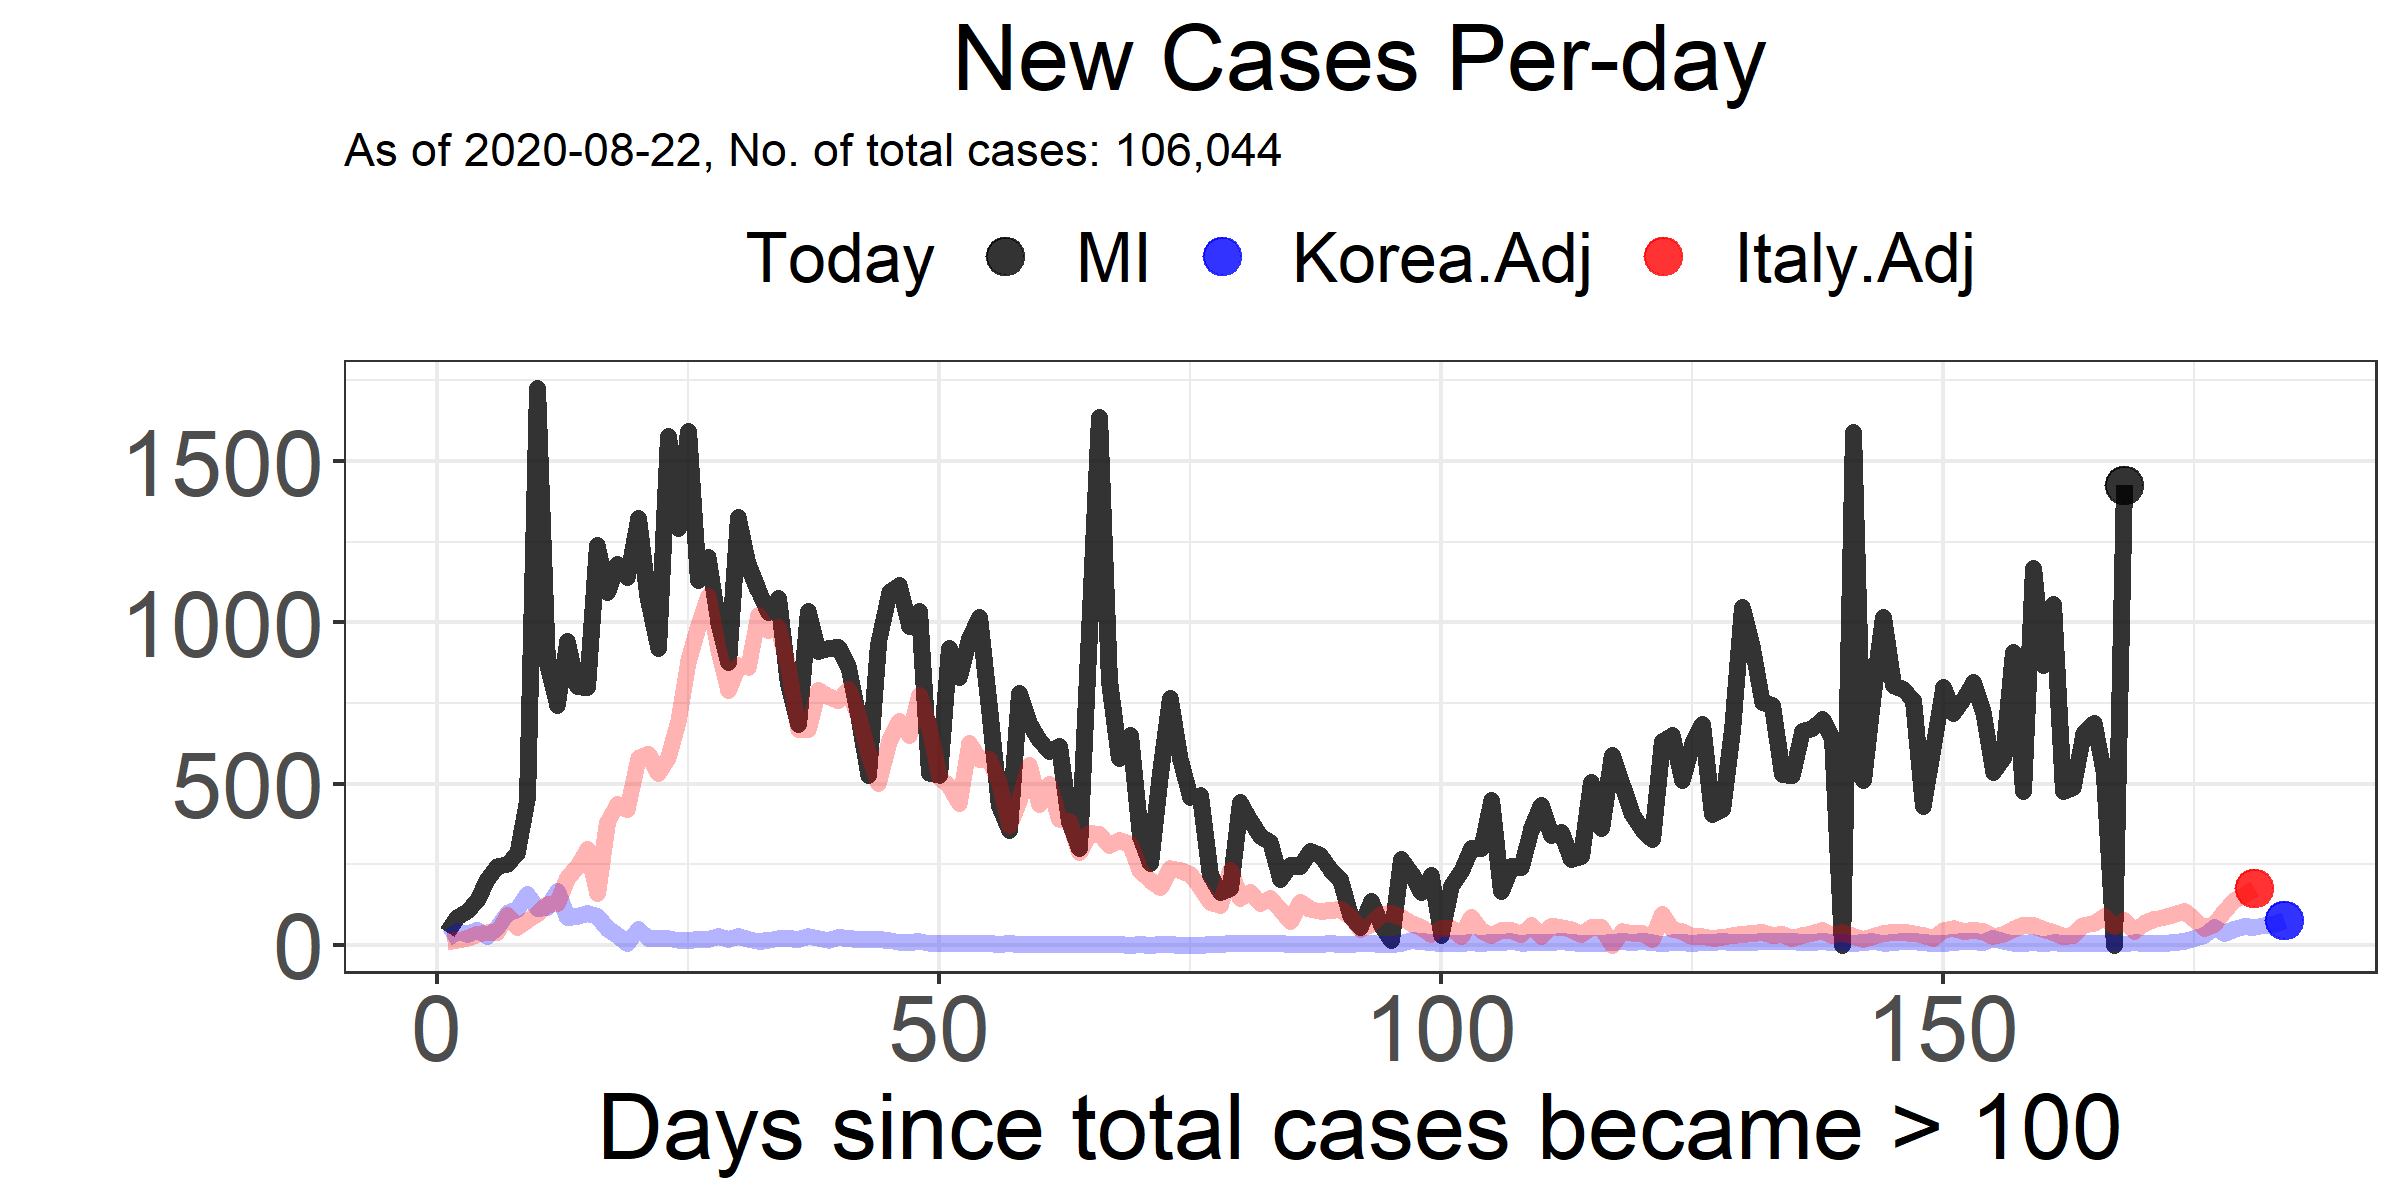 New Cases Per-day
As of 2020-08-22, No. of total cases: 106,044
Today MI Korea.Adj Italy.Adj
1500
1000
500
0
0 50 100 150
Days since total cases became > 100